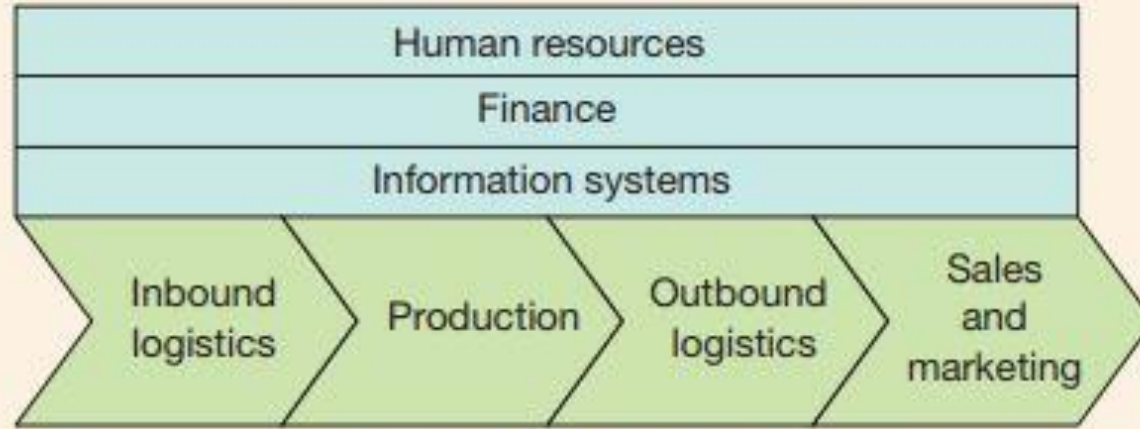 Human resources
Finance
Information systems
Inbound
logistics
Production
Outbound
logistics
Sales
and
marketing